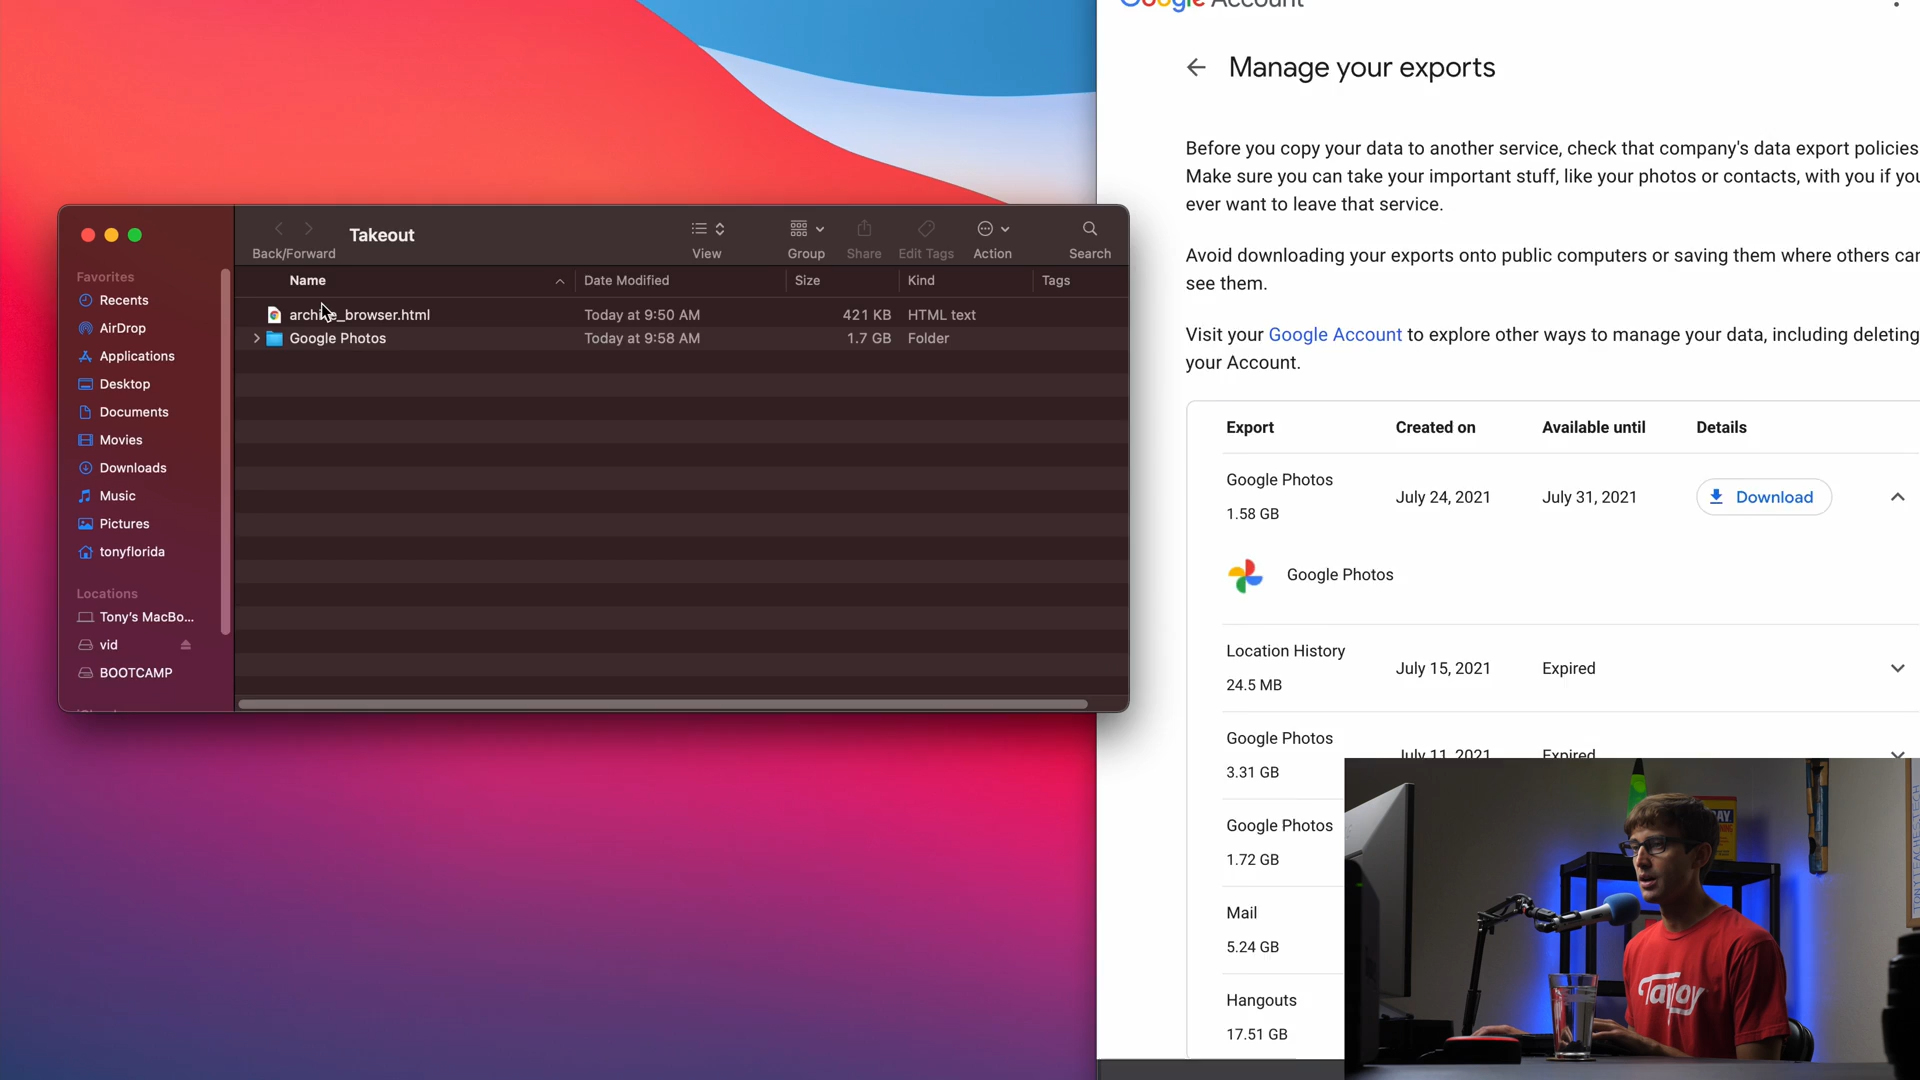 Google Account
Manage your exports
Before you copy your data to another service, check that company's data export policies
Make sure you can take your important stuff, like your photos or contacts, with you if you
ever want to leave that service.
Avoid downloading your exports onto public computers or saving them where others can
see them.
Visit your Google Account to explore other ways to manage your data, including deleting
your Account.
Export Created on Available until Details
Google Photos
1.58 GB
July 24, 2021 July 31, 2021 Download
Google Photos
Location History
24.5 MB
July 15, 2021 Expired
Google Photos
3.31 GB
July 11, 2021 Expired
Google Photos
1.72 GB
Mail
5.24 GB
Hangouts
17.51 GB
Takeout
Back/Forward View Group Share Edit Tags Action Search
Name Date Modified Size Kind Tags
archive_browser.html Today at 9:50 AM 421 KB HTML text
Google Photos Today at 9:58 AM 1.7 GB Folder
Favorites
Recents
AirDrop
Applications
Desktop
Documents
Movies
Downloads
Music
Pictures
tonyflorida
Locations
Tony's MacBo...
vid
BOOTCAMP